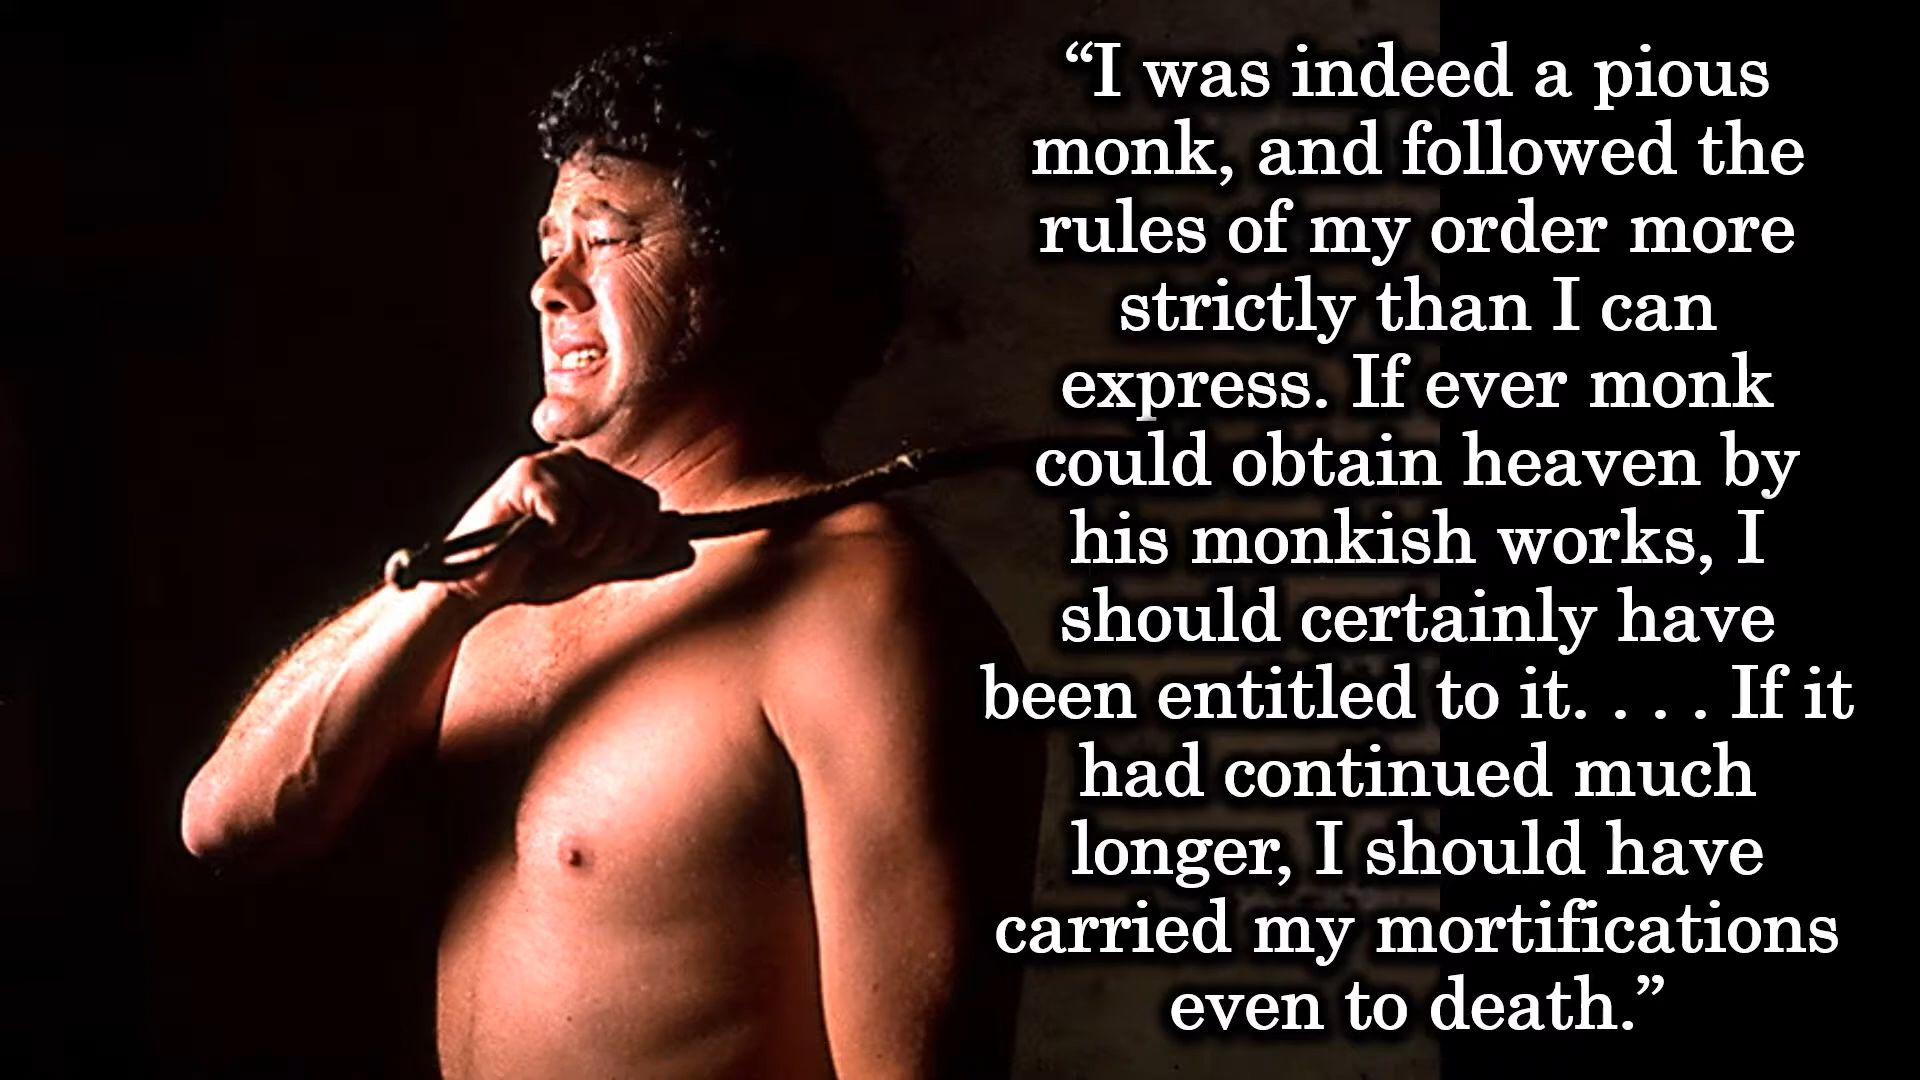 “I was indeed a pious
monk, and followed the
rules of my order more
strictly than I can
express. If ever monk
could obtain heaven by
his monkish works, I
should certainly have
been entitled to it. . . . If it
had continued much
longer, I should have
carried my mortifications
even to death.”